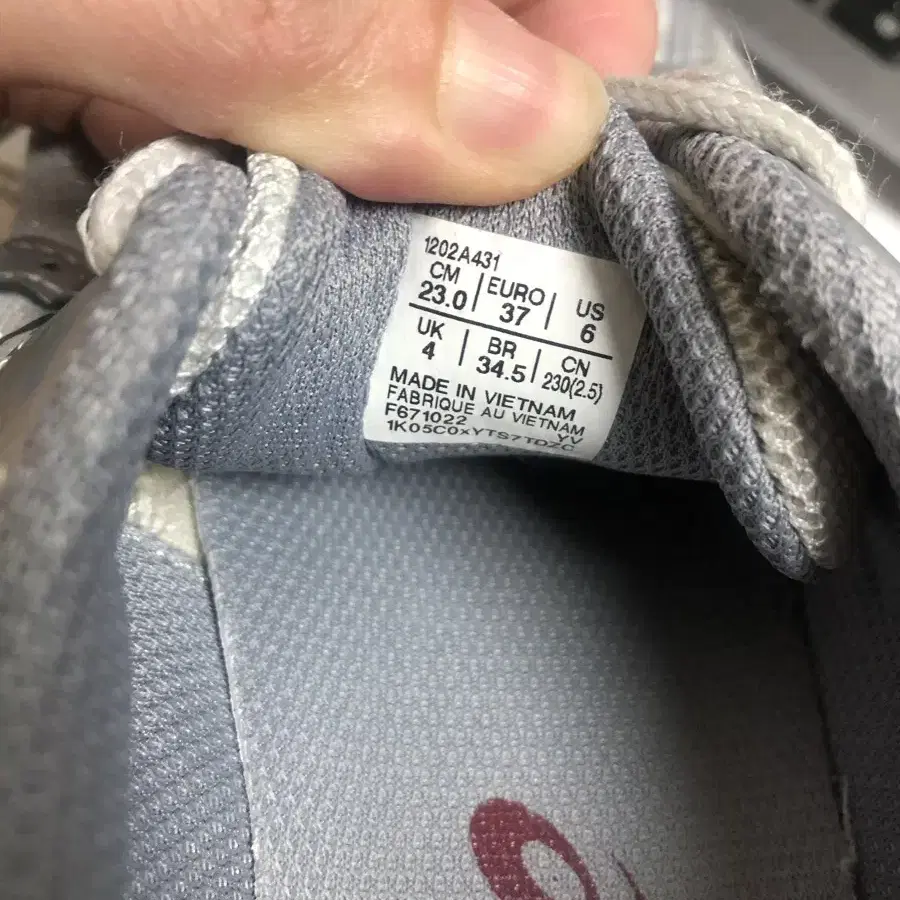 1202A431
CM EURO US
23.0 37 6
UK BR CN
4 34.5 230(2.5)
MADE IN VIETNAM
FABRIQUE AU VIETNAM
F671022 YV
1K05C0xYTS7TDZC